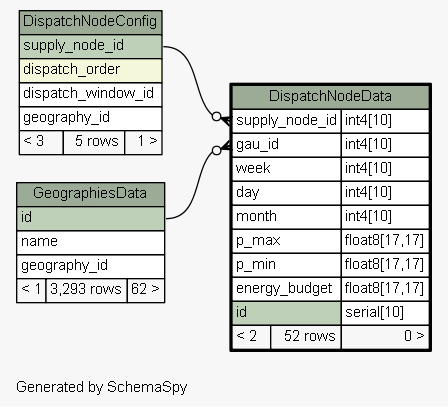 DispatchNodeConfig
supply_node_id
dispatch_order
dispatch_window_id
geography_id
< 3 5 rows 1 >
GeographiesData
id
name
geography_id
< 1 3,293 rows 62 >
DispatchNodeData
supply_node_id int4[10]
gau_id int4[10]
week int4[10]
day int4[10]
month int4[10]
p_max float8[17,17]
p_min float8[17,17]
energy_budget float8[17,17]
id serial[10]
< 2 52 rows 0 >
Generated by SchemaSpy